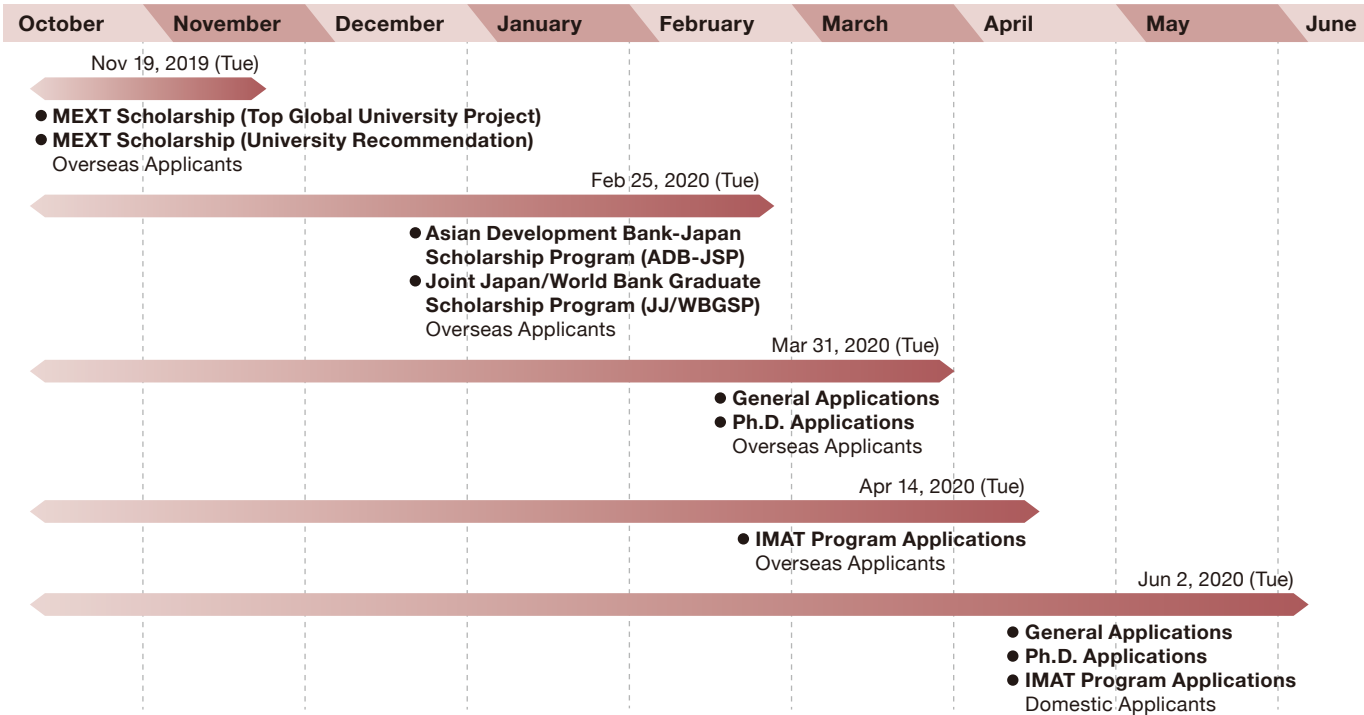 October November December January February March April May June
Nov 19, 2019 (Tue)
● MEXT Scholarship (Top Global University Project)
● MEXT Scholarship (University Recommendation)
Overseas Applicants
Feb 25, 2020 (Tue)
● Asian Development Bank-Japan
Scholarship Program (ADB-JSP)
● Joint Japan/World Bank Graduate
Scholarship Program (JJ/WBGSP)
Overseas Applicants
Mar 31, 2020 (Tue)
● General Applications
● Ph.D. Applications
Overseas Applicants
Apr 14, 2020 (Tue)
● IMAT Program Applications
Overseas Applicants
Jun 2, 2020 (Tue)
● General Applications
● Ph.D. Applications
● IMAT Program Applications
Domestic Applicants